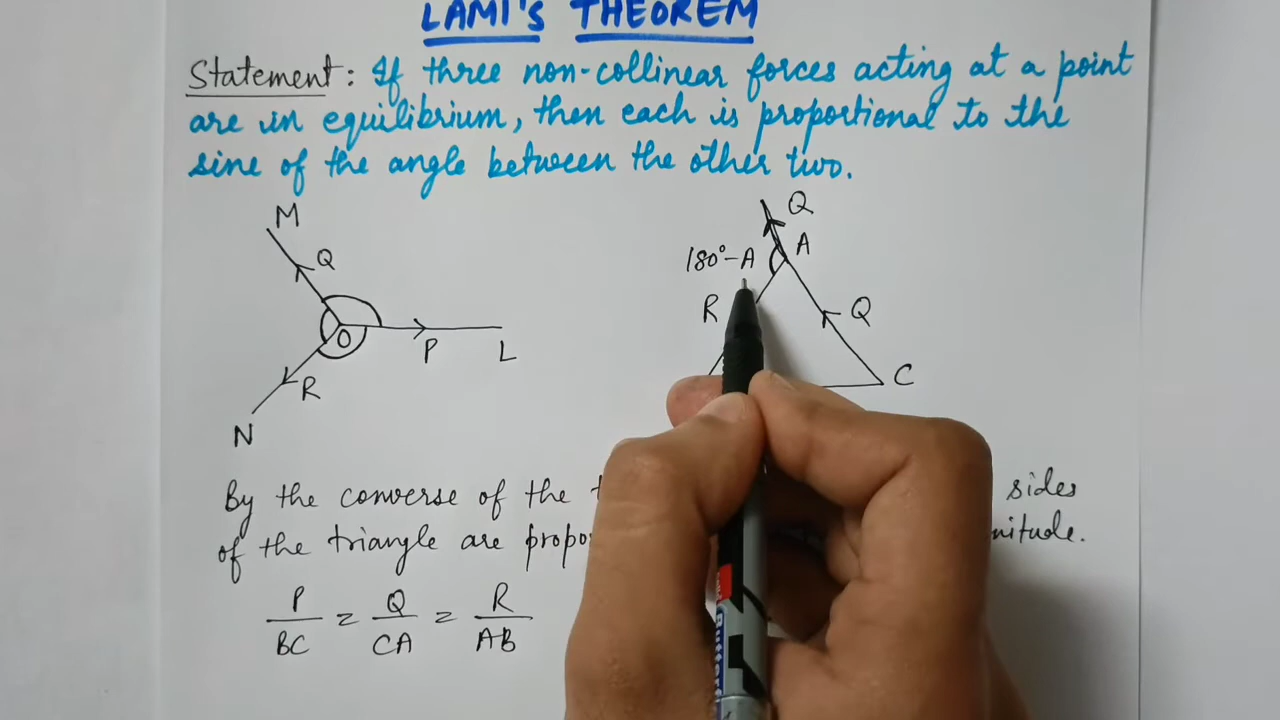 LAMI'S THEOREM
Statement: If three non-collinear forces acting at a point
are in equilibrium, then each is proportional to the
sine of the angle between the other two.
M
Q
O
P
L
R
N
Q
A
180°-A
R
Q
C
By the converse of the sides
of the triangle are
P/BC = Q/CA = R/AB